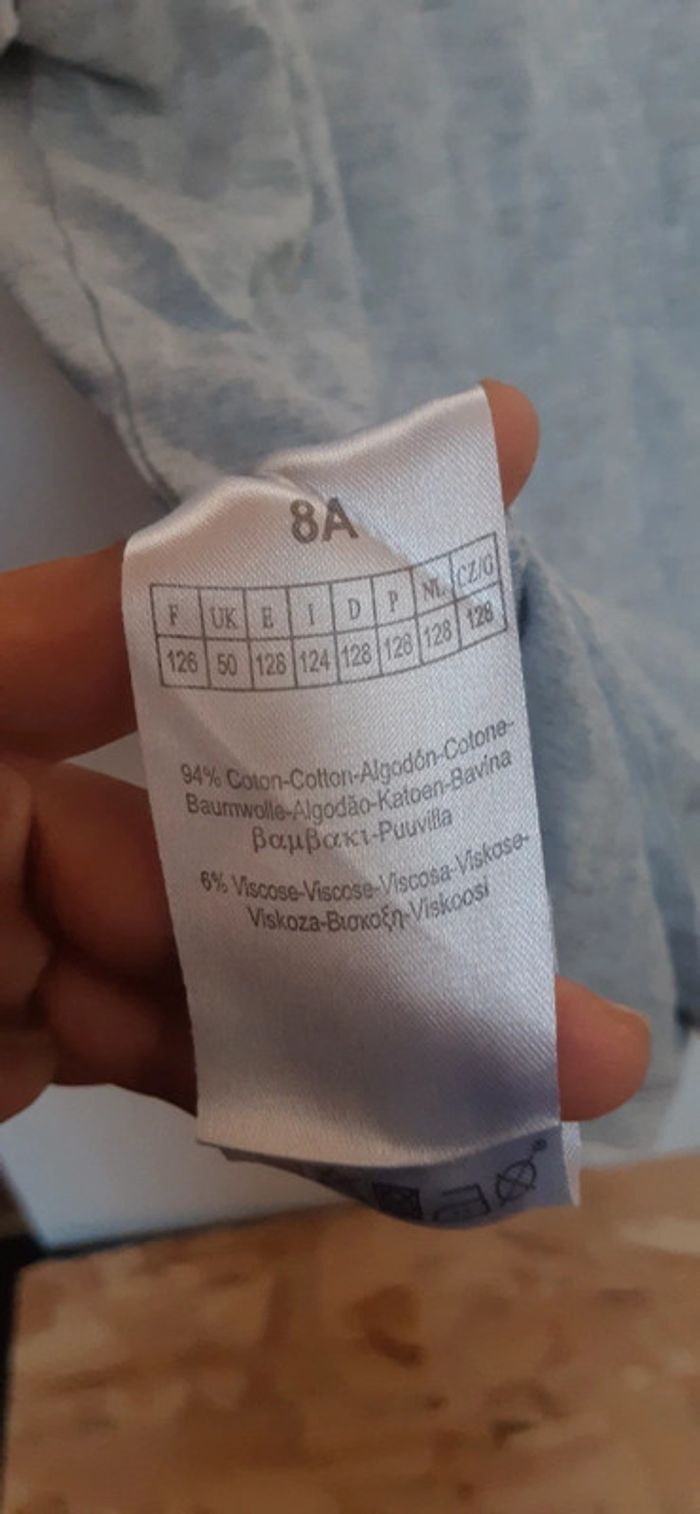 8A
F UK E I D P NL CZ/G
126 50 128 124 128 128 128 128
94% Coton-Cotton-Algodón-Cotone-
Baumwolle-Algodão-Katoen-Bavlna
βαμβακι-Puuvilla
6% Viscose-Viscose-Viscosa-Viskose-
Viskoza-Βισκοξη-Viskoosi